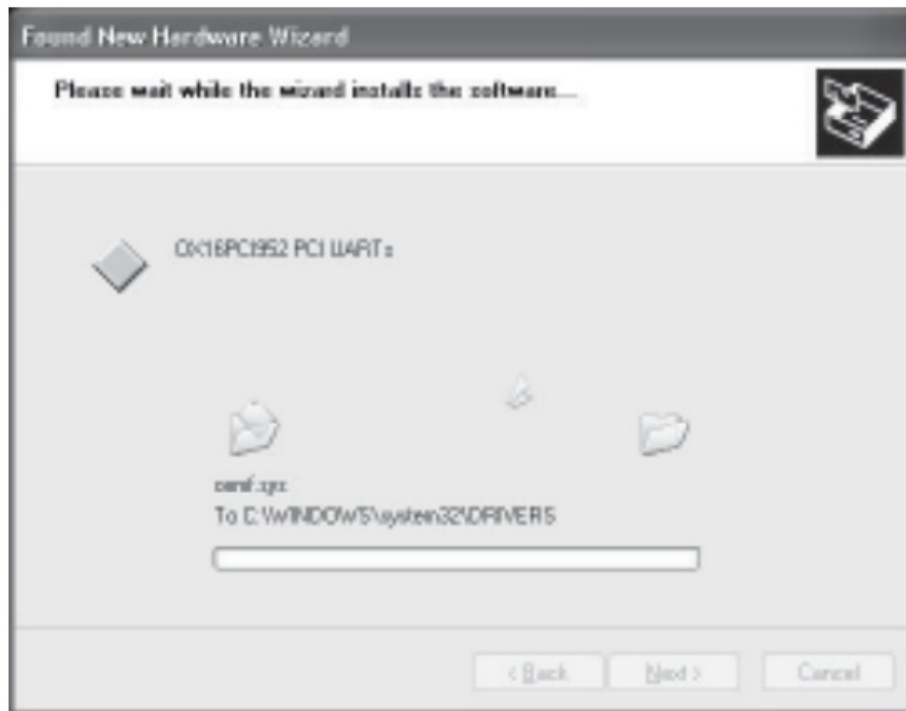 Found New Hardware Wizard
Please wait while the wizard installs the software...
OX16PCI952 PCI UARTs
To C:\WINDOWS\system32\DRIVERS
< Back
Next >
Cancel